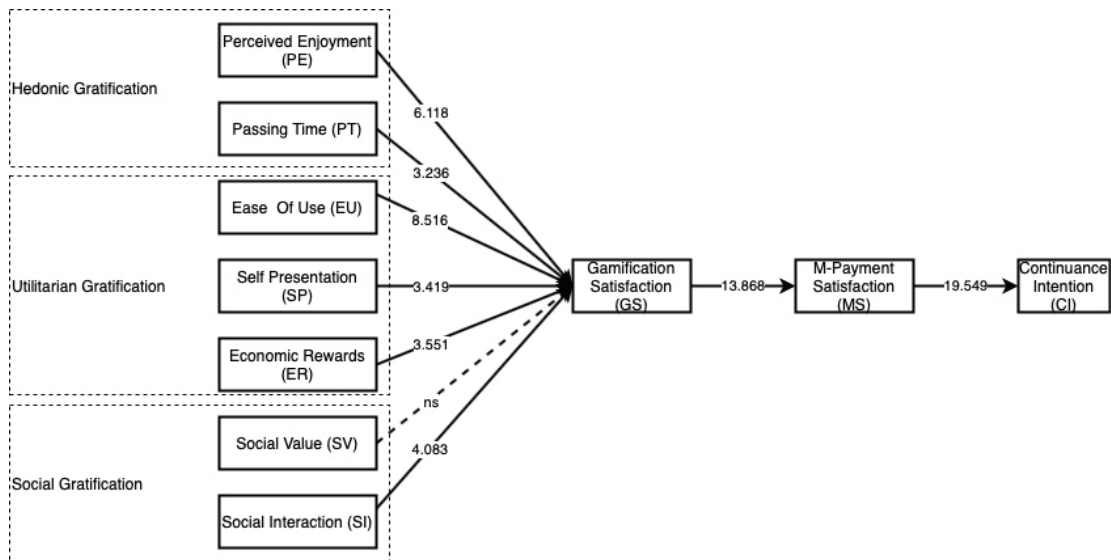 Perceived Enjoyment
(PE)
Hedonic Gratification
6.118
Passing Time (PT)
3.236
Ease Of Use (EU)
8.516
Utilitarian Gratification
Self Presentation
(SP)
3.419
Economic Rewards
(ER)
3.551
ns
Social Value (SV)
4.083
Social Gratification
Social Interaction (SI)
Gamification
Satisfaction
(GS)
13.868
M-Payment
Satisfaction
(MS)
19.549
Continuance
Intention
(CI)